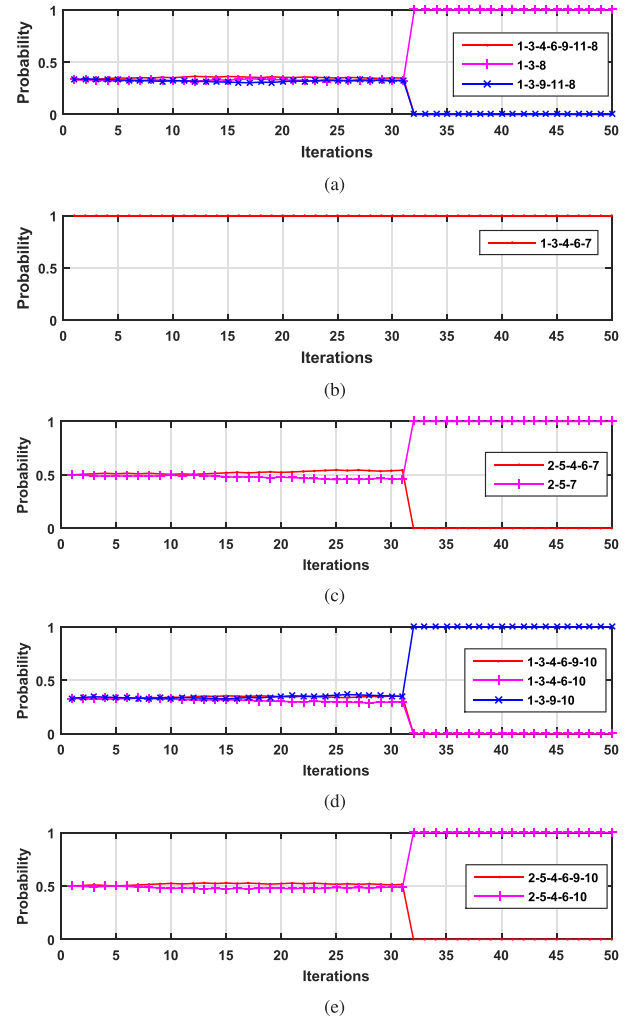 Probability
1
0.5
0
1-3-4-6-9-11-8
1-3-8
1-3-9-11-8
0 5 10 15 20 25 30 35 40 45 50
Iterations
(a)
Probability
1
0.5
0
1-3-4-6-7
0 5 10 15 20 25 30 35 40 45 50
Iterations
(b)
Probability
1
0.5
0
2-5-4-6-7
2-5-7
0 5 10 15 20 25 30 35 40 45 50
Iterations
(c)
Probability
1
0.5
0
1-3-4-6-9-10
1-3-4-6-10
1-3-9-10
0 5 10 15 20 25 30 35 40 45 50
Iterations
(d)
Probability
1
0.5
0
2-5-4-6-9-10
2-5-4-6-10
0 5 10 15 20 25 30 35 40 45 50
Iterations
(e)